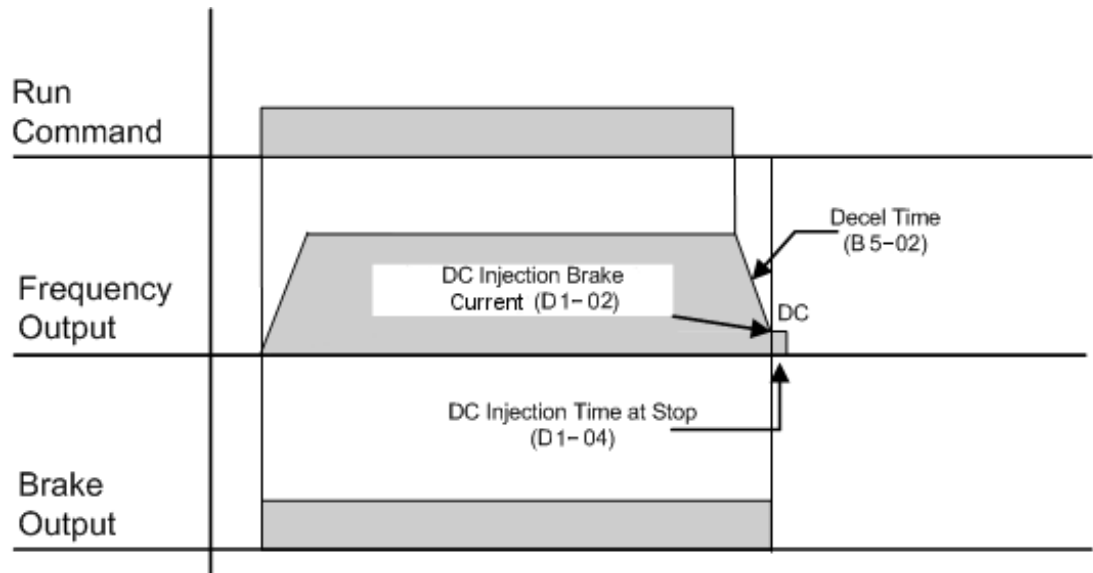 Run
Command
Decel Time
(B5-02)
Frequency
Output
DC Injection Brake
Current (D1-02)
DC
DC Injection Time at Stop
(D1-04)
Brake
Output